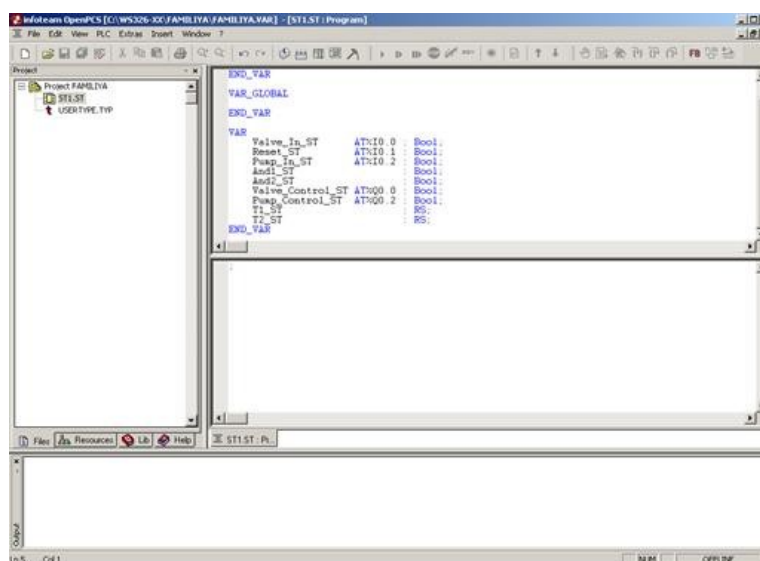 infoteam OpenPCS [C:\WS326-XX\FAMILIYA\FAMILIYA.VAR] - [ST1.ST : Program]
File Edit View PLC Extras Insert Window ?
Project
Project FAMILIYA
ST1.ST
USERTYPE.TYP
END_VAR
VAR_GLOBAL
END_VAR
VAR
Valve_In_ST AT%I0.0 : Bool;
Reset_ST AT%I0.1 : Bool;
Pump_In_ST AT%I0.2 : Bool;
And1_ST : Bool;
And2_ST : Bool;
Valve_Control_ST AT%Q0.0 : Bool;
Pump_Control_ST AT%Q0.2 : Bool;
T1_ST : RS;
T2_ST : RS;
END_VAR
;
Files Resources Lib Help
ST1.ST : Pr...
Output
Ln 5 Col 1 NUM OFFLINE